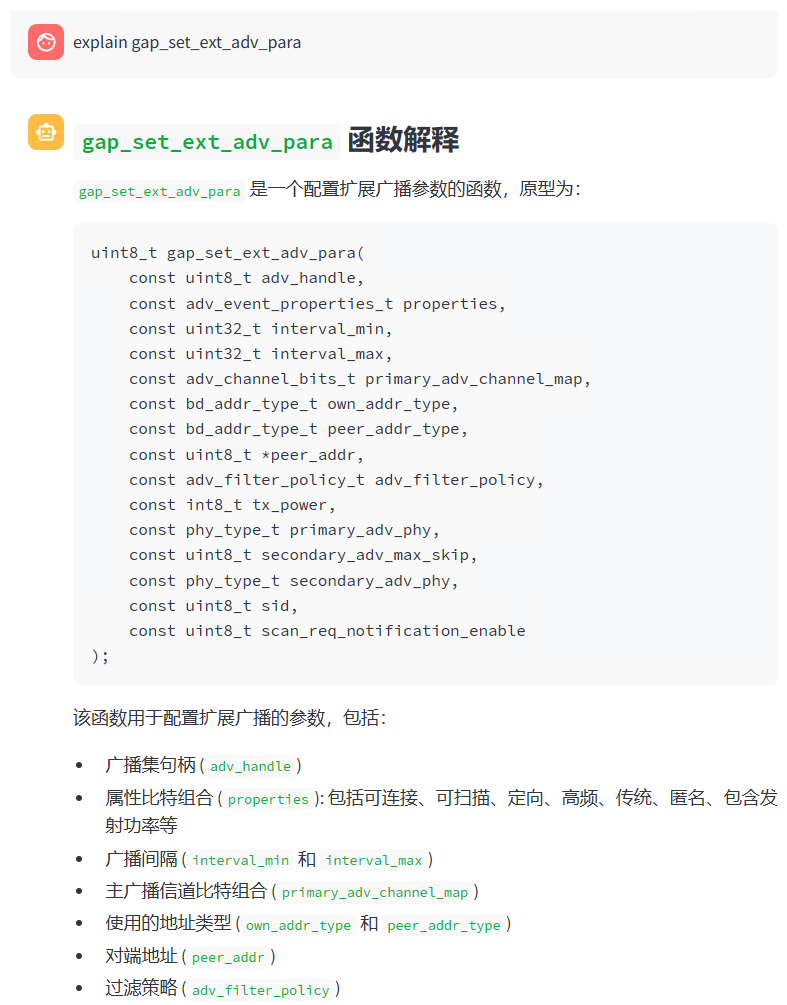 explain gap_set_ext_adv_para
gap_set_ext_adv_para 函数解释
gap_set_ext_adv_para 是一个配置扩展广播参数的函数，原型为：
uint8_t gap_set_ext_adv_para(
    const uint8_t adv_handle,
    const adv_event_properties_t properties,
    const uint32_t interval_min,
    const uint32_t interval_max,
    const adv_channel_bits_t primary_adv_channel_map,
    const bd_addr_type_t own_addr_type,
    const bd_addr_type_t peer_addr_type,
    const uint8_t *peer_addr,
    const adv_filter_policy_t adv_filter_policy,
    const int8_t tx_power,
    const phy_type_t primary_adv_phy,
    const uint8_t secondary_adv_max_skip,
    const phy_type_t secondary_adv_phy,
    const uint8_t sid,
    const uint8_t scan_req_notification_enable
);
该函数用于配置扩展广播的参数，包括：
• 广播集句柄 ( adv_handle )
• 属性比特组合 ( properties ): 包括可连接、可扫描、定向、高频、传统、匿名、包含发
射功率等
• 广播间隔 ( interval_min 和 interval_max )
• 主广播信道比特组合 ( primary_adv_channel_map )
• 使用的地址类型 ( own_addr_type 和 peer_addr_type )
• 对端地址 ( peer_addr )
• 过滤策略 ( adv_filter_policy )